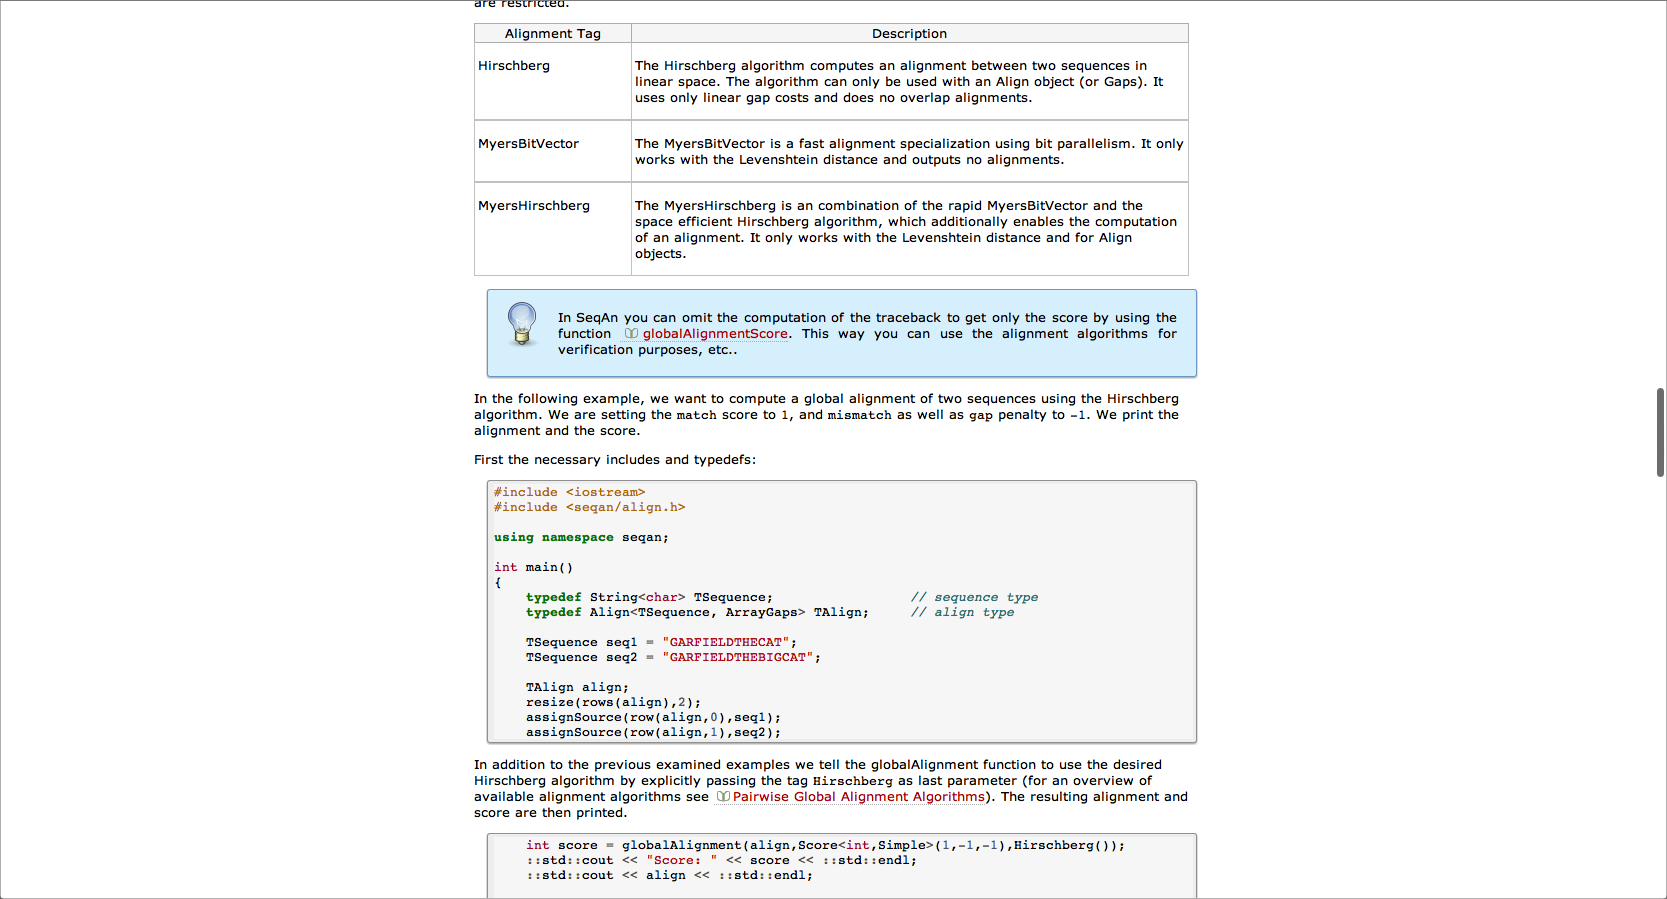 are restricted.
Alignment Tag Description
Hirschberg The Hirschberg algorithm computes an alignment between two sequences in
linear space. The algorithm can only be used with an Align object (or Gaps). It
uses only linear gap costs and does no overlap alignments.
MyersBitVector The MyersBitVector is a fast alignment specialization using bit parallelism. It only
works with the Levenshtein distance and outputs no alignments.
MyersHirschberg The MyersHirschberg is an combination of the rapid MyersBitVector and the
space efficient Hirschberg algorithm, which additionally enables the computation
of an alignment. It only works with the Levenshtein distance and for Align
objects.
In SeqAn you can omit the computation of the traceback to get only the score by using the
function globalAlignmentScore. This way you can use the alignment algorithms for
verification purposes, etc..
In the following example, we want to compute a global alignment of two sequences using the Hirschberg
algorithm. We are setting the match score to 1, and mismatch as well as gap penalty to -1. We print the
alignment and the score.
First the necessary includes and typedefs:
#include <iostream>
#include <seqan/align.h>
using namespace seqan;
int main()
{
typedef String<char> TSequence; // sequence type
typedef Align<TSequence, ArrayGaps> TAlign; // align type
TSequence seq1 = "GARFIELDTHECAT";
TSequence seq2 = "GARFIELDTHEBIGCAT";
TAlign align;
resize(rows(align),2);
assignSource(row(align,0),seq1);
assignSource(row(align,1),seq2);
In addition to the previous examined examples we tell the globalAlignment function to use the desired
Hirschberg algorithm by explicitly passing the tag Hirschberg as last parameter (for an overview of
available alignment algorithms see Pairwise Global Alignment Algorithms). The resulting alignment and
score are then printed.
int score = globalAlignment(align,Score<int,Simple>(1,-1,-1),Hirschberg());
::std::cout << "Score: " << score << ::std::endl;
::std::cout << align << ::std::endl;